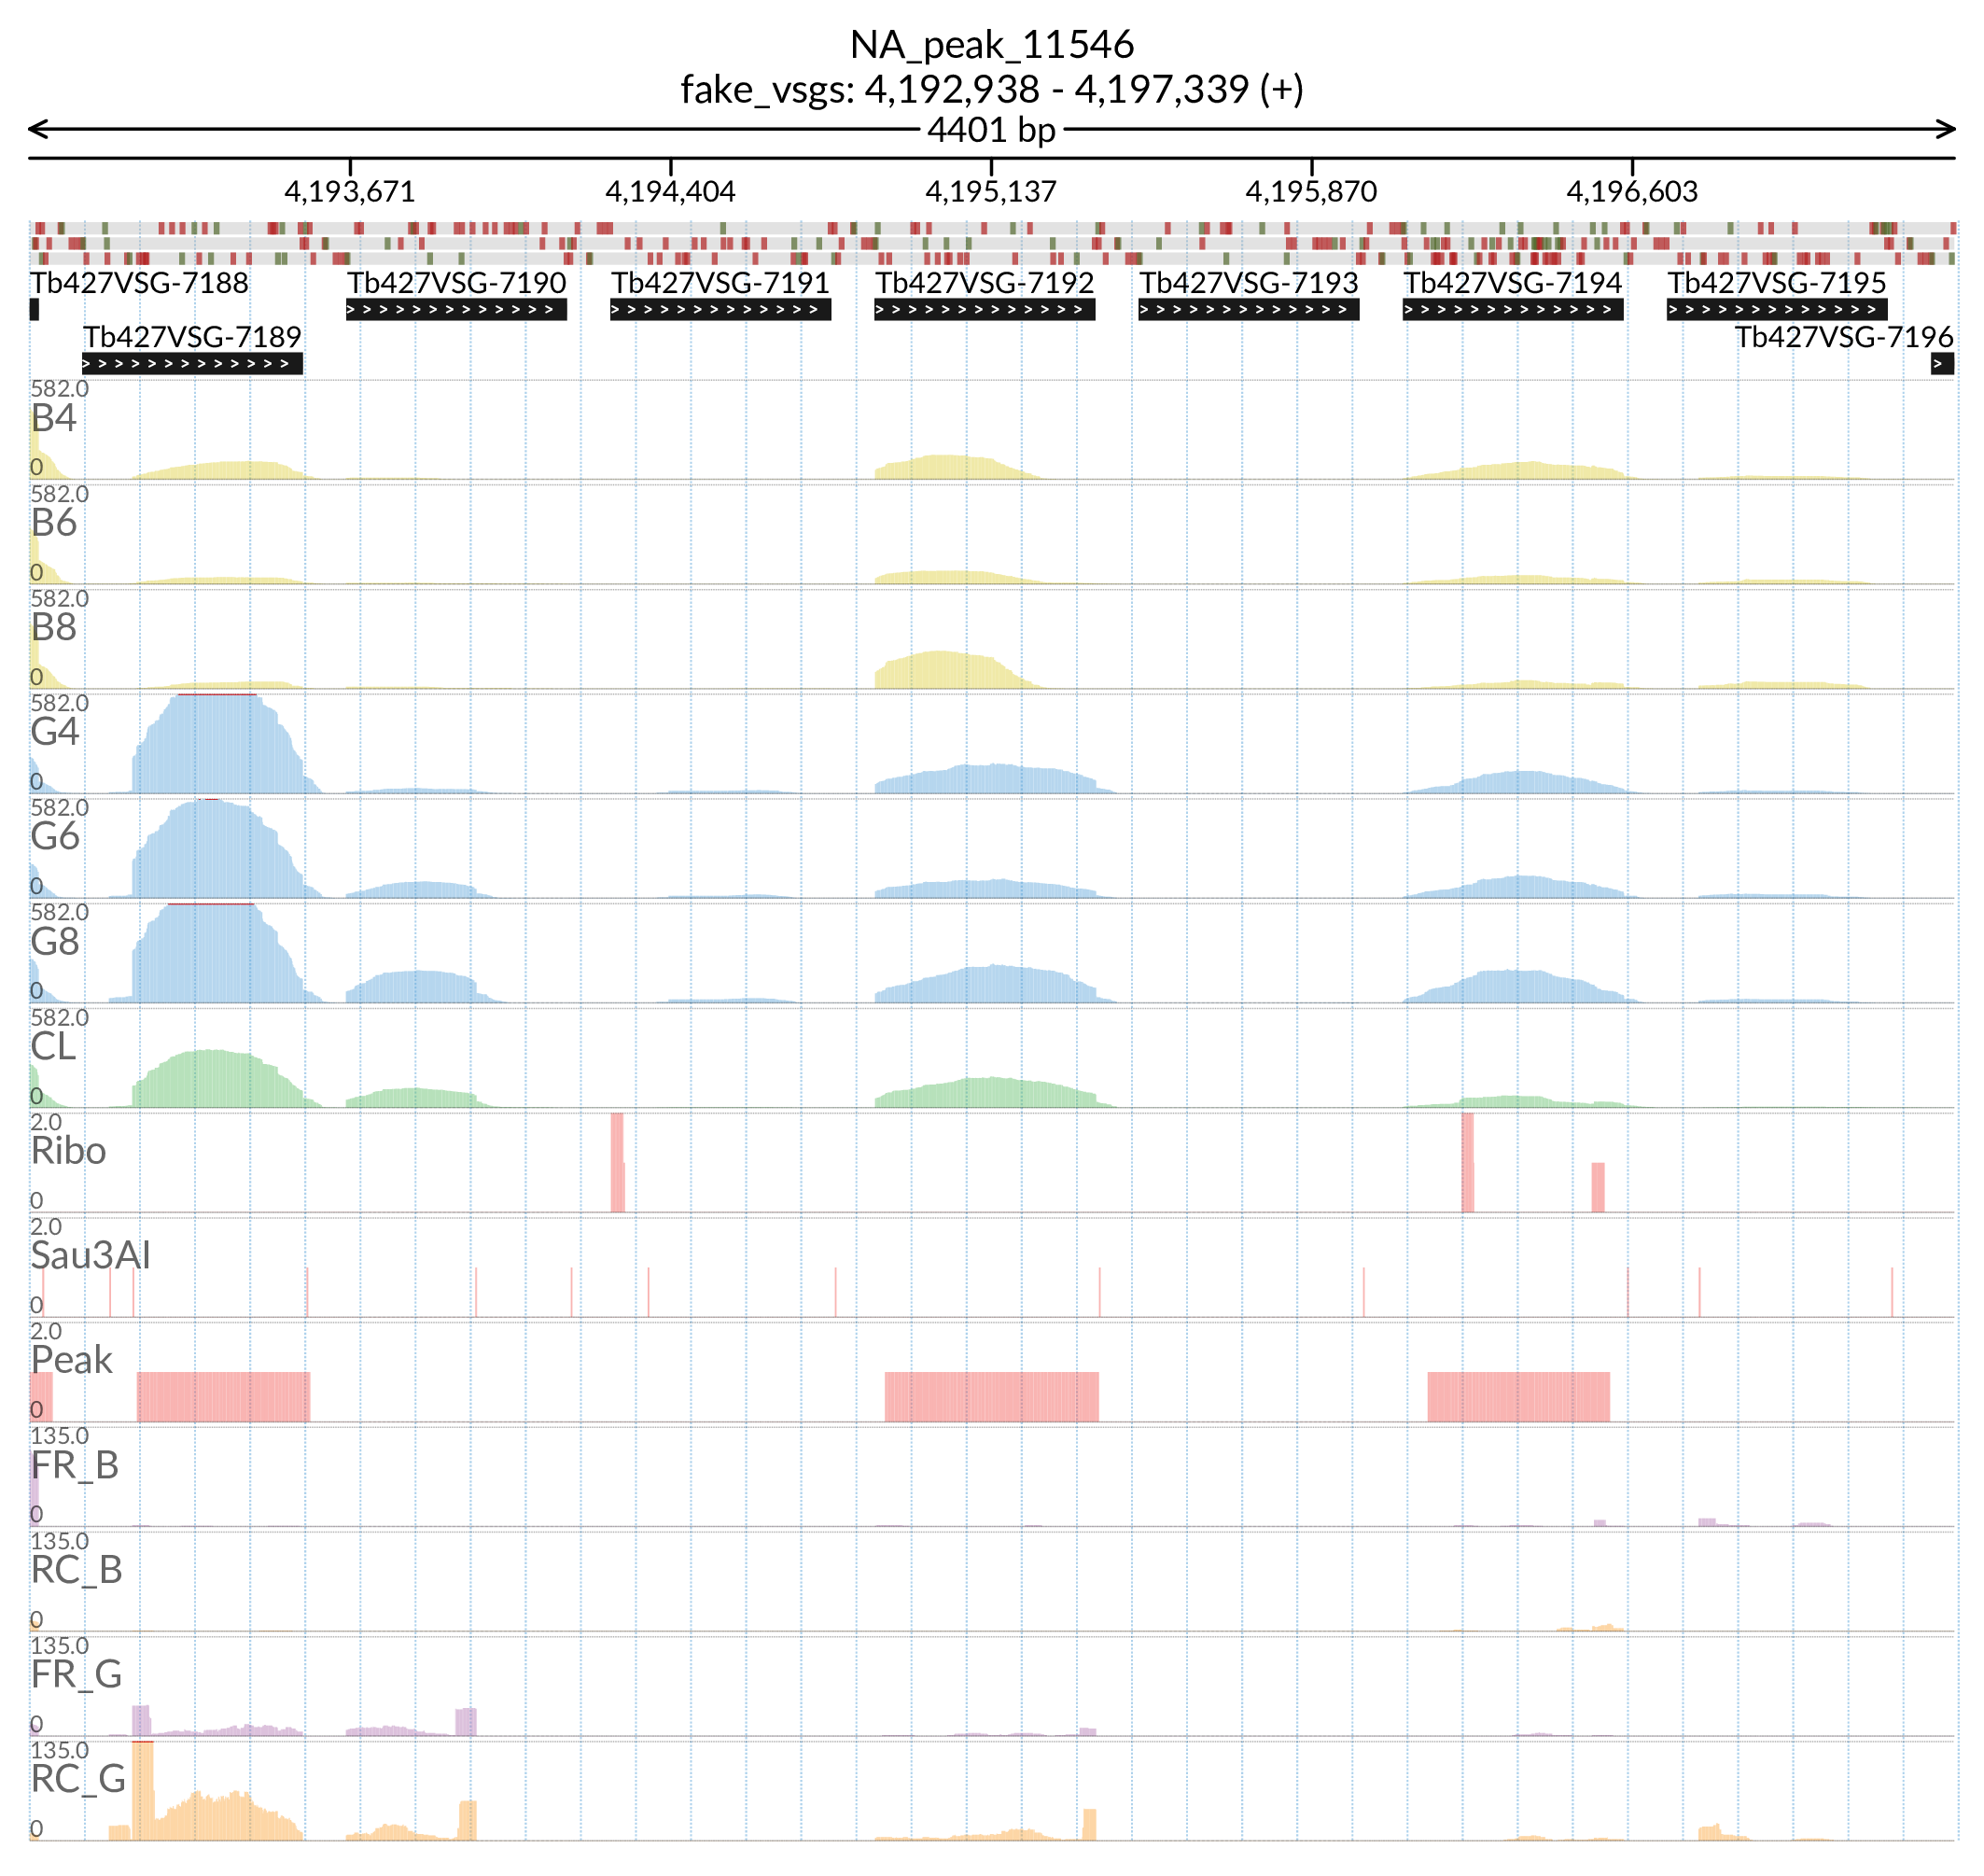 NA_peak_11546
fake_vsgs: 4,192,938 - 4,197,339 (+)
4401 bp
4,193,671 4,194,404 4,195,137 4,195,870 4,196,603
Tb427VSG-7188 Tb427VSG-7190 Tb427VSG-7191 Tb427VSG-7192 Tb427VSG-7193 Tb427VSG-7194 Tb427VSG-7195
Tb427VSG-7189 Tb427VSG-7196
582.0
B4
0
582.0
B6
0
582.0
B8
0
582.0
G4
0
582.0
G6
0
582.0
G8
0
582.0
CL
0
2.0
Ribo
0
2.0
Sau3AI
0
2.0
Peak
0
135.0
FR_B
0
135.0
RC_B
0
135.0
FR_G
0
135.0
RC_G
0